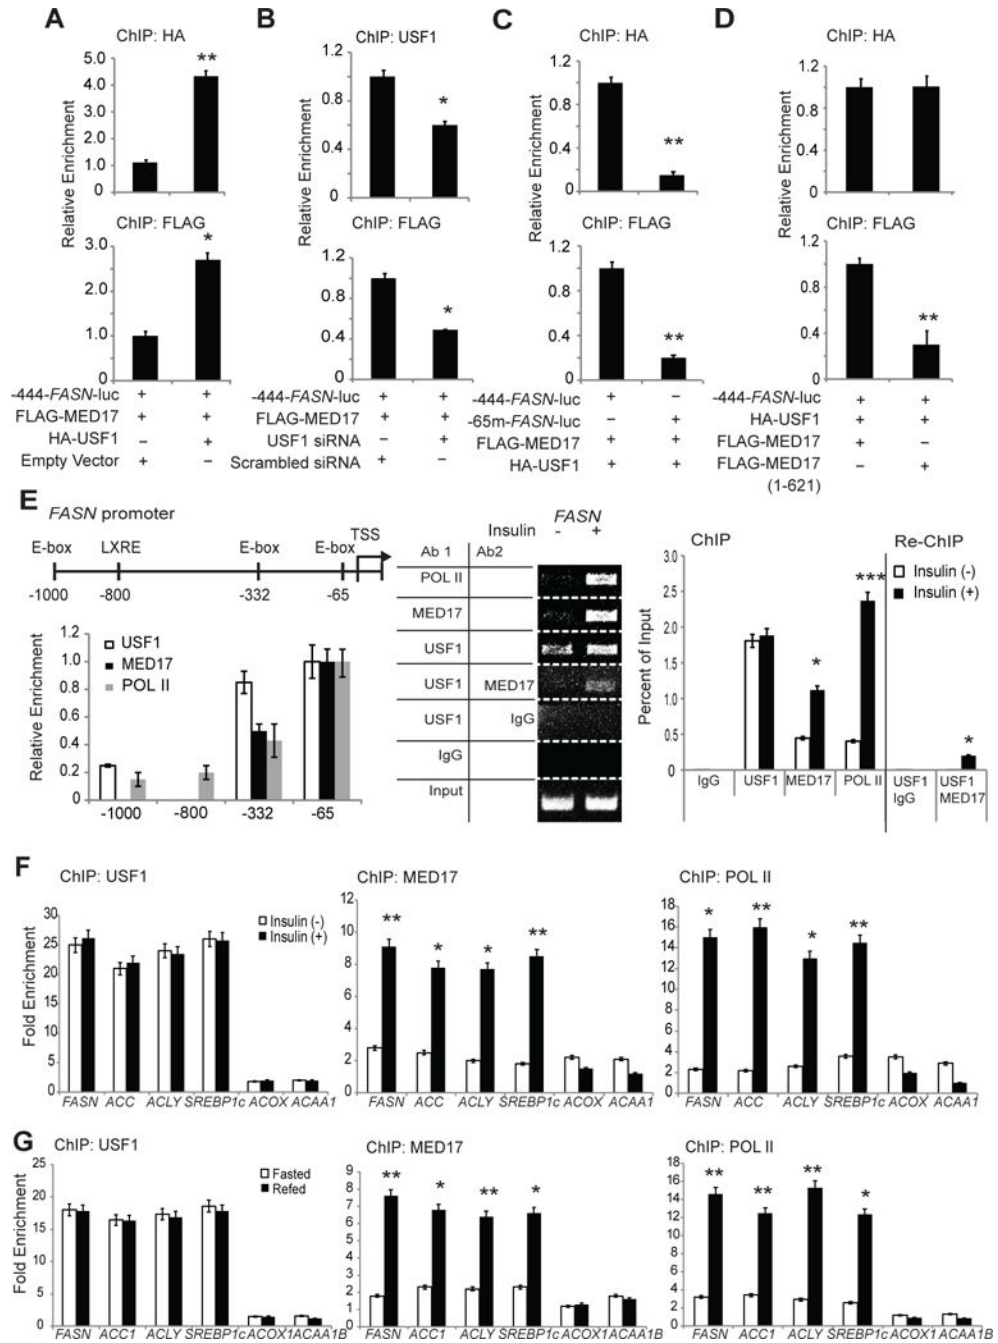 A
ChIP: HA
Relative Enrichment
5.0
4.0
3.0
2.0
1.0
0
**
ChIP: FLAG
3.0
2.0
1.0
0
*
-444-FASN-luc + +
FLAG-MED17 + +
HA-USF1 – +
Empty Vector + –
B
ChIP: USF1
Relative Enrichment
1.2
0.8
0.4
0
*
ChIP: FLAG
1.2
0.8
0.4
0
*
-444-FASN-luc + +
FLAG-MED17 + +
USF1 siRNA – +
Scrambled siRNA + –
C
ChIP: HA
Relative Enrichment
1.2
0.8
0.4
0
**
ChIP: FLAG
1.2
0.8
0.4
0
**
-444-FASN-luc + –
-65m-FASN-luc – +
FLAG-MED17 + +
HA-USF1 + +
D
ChIP: HA
Relative Enrichment
1.2
0.8
0.4
0
ChIP: FLAG
1.2
0.8
0.4
0
**
-444-FASN-luc + +
HA-USF1 + +
FLAG-MED17 + –
FLAG-MED17 – +
(1-621)
E
FASN promoter
E-box LXRE E-box E-box TSS
-1000 -800 -332 -65
Relative Enrichment
1.2
1.0
0.8
0.6
0.4
0.2
0
USF1
MED17
POL II
-1000 -800 -332 -65
FASN
Insulin - +
Ab 1 Ab2
POL II
MED17
USF1
USF1 MED17
USF1 IgG
IgG
Input
ChIP
Re-ChIP
Insulin (-)
Insulin (+)
Percent of Input
3.0
2.5
2.0
1.5
1.0
0.5
0
* *** *
IgG USF1 MED17 POL II USF1 IgG USF1 MED17
F
ChIP: USF1
Fold Enrichment
30
25
20
15
10
5
0
Insulin (-)
Insulin (+)
FASN ACC ACLY SREBP1c ACOX ACAA1
ChIP: MED17
12
10
8
6
4
2
0
** * * **
FASN ACC ACLY SREBP1c ACOX ACAA1
ChIP: POL II
18
16
14
12
10
8
6
4
2
0
* ** * **
FASN ACC ACLY SREBP1c ACOX ACAA1
G
ChIP: USF1
Fold Enrichment
25
20
15
10
5
0
Fasted
Refed
FASN ACC1 ACLY SREBP1c ACOX1 ACAA1B
ChIP: MED17
9
8
7
6
5
4
3
2
1
0
** * ** *
FASN ACC1 ACLY SREBP1c ACOX1 ACAA1B
ChIP: POL II
18
16
14
12
10
8
6
4
2
0
** ** ** *
FASN ACC1 ACLY SREBP1c ACOX1 ACAA1B